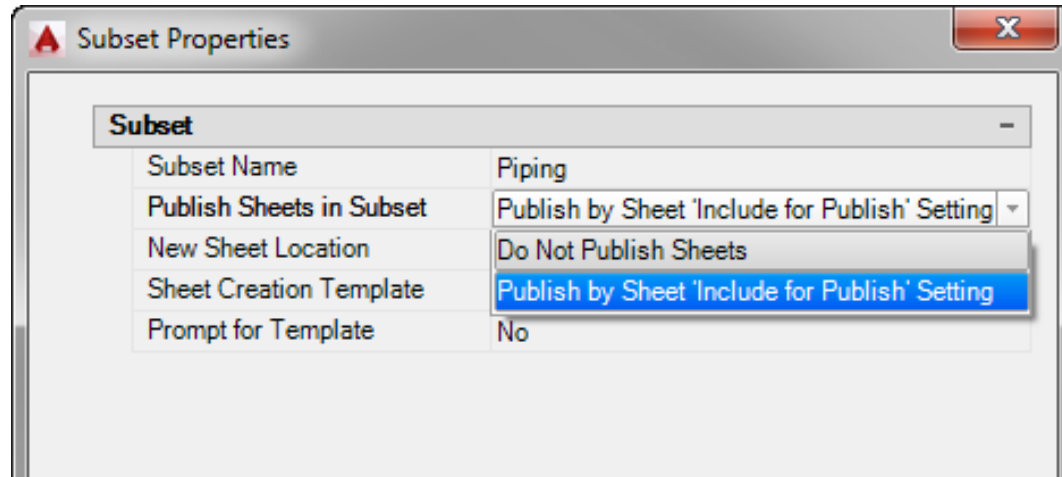 Subset Properties
Subset
Subset Name Piping
Publish Sheets in Subset Publish by Sheet 'Include for Publish' Setting
New Sheet Location Do Not Publish Sheets
Sheet Creation Template Publish by Sheet 'Include for Publish' Setting
Prompt for Template No